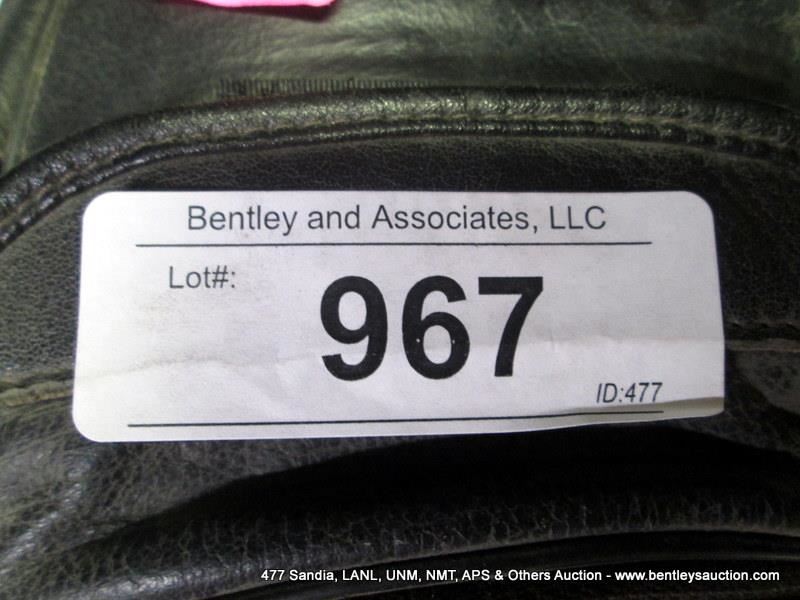 Bentley and Associates, LLC
Lot#:
967
ID:477
477 Sandia, LANL, UNM, NMT, APS & Others Auction - www.bentleysauction.com